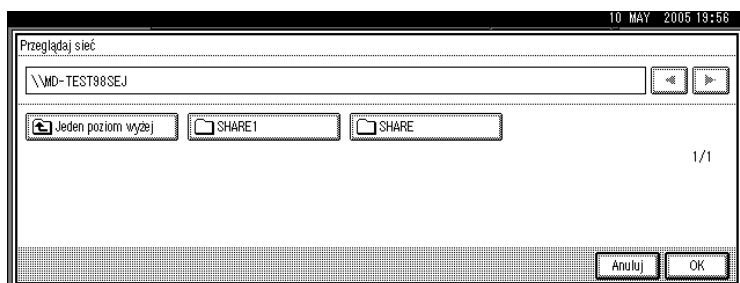 10 MAY 2005 19:56
Przeglądaj sieć
\\MD-TEST98SEJ
Jeden poziom wyżej SHARE1 SHARE
1/1
Anuluj OK